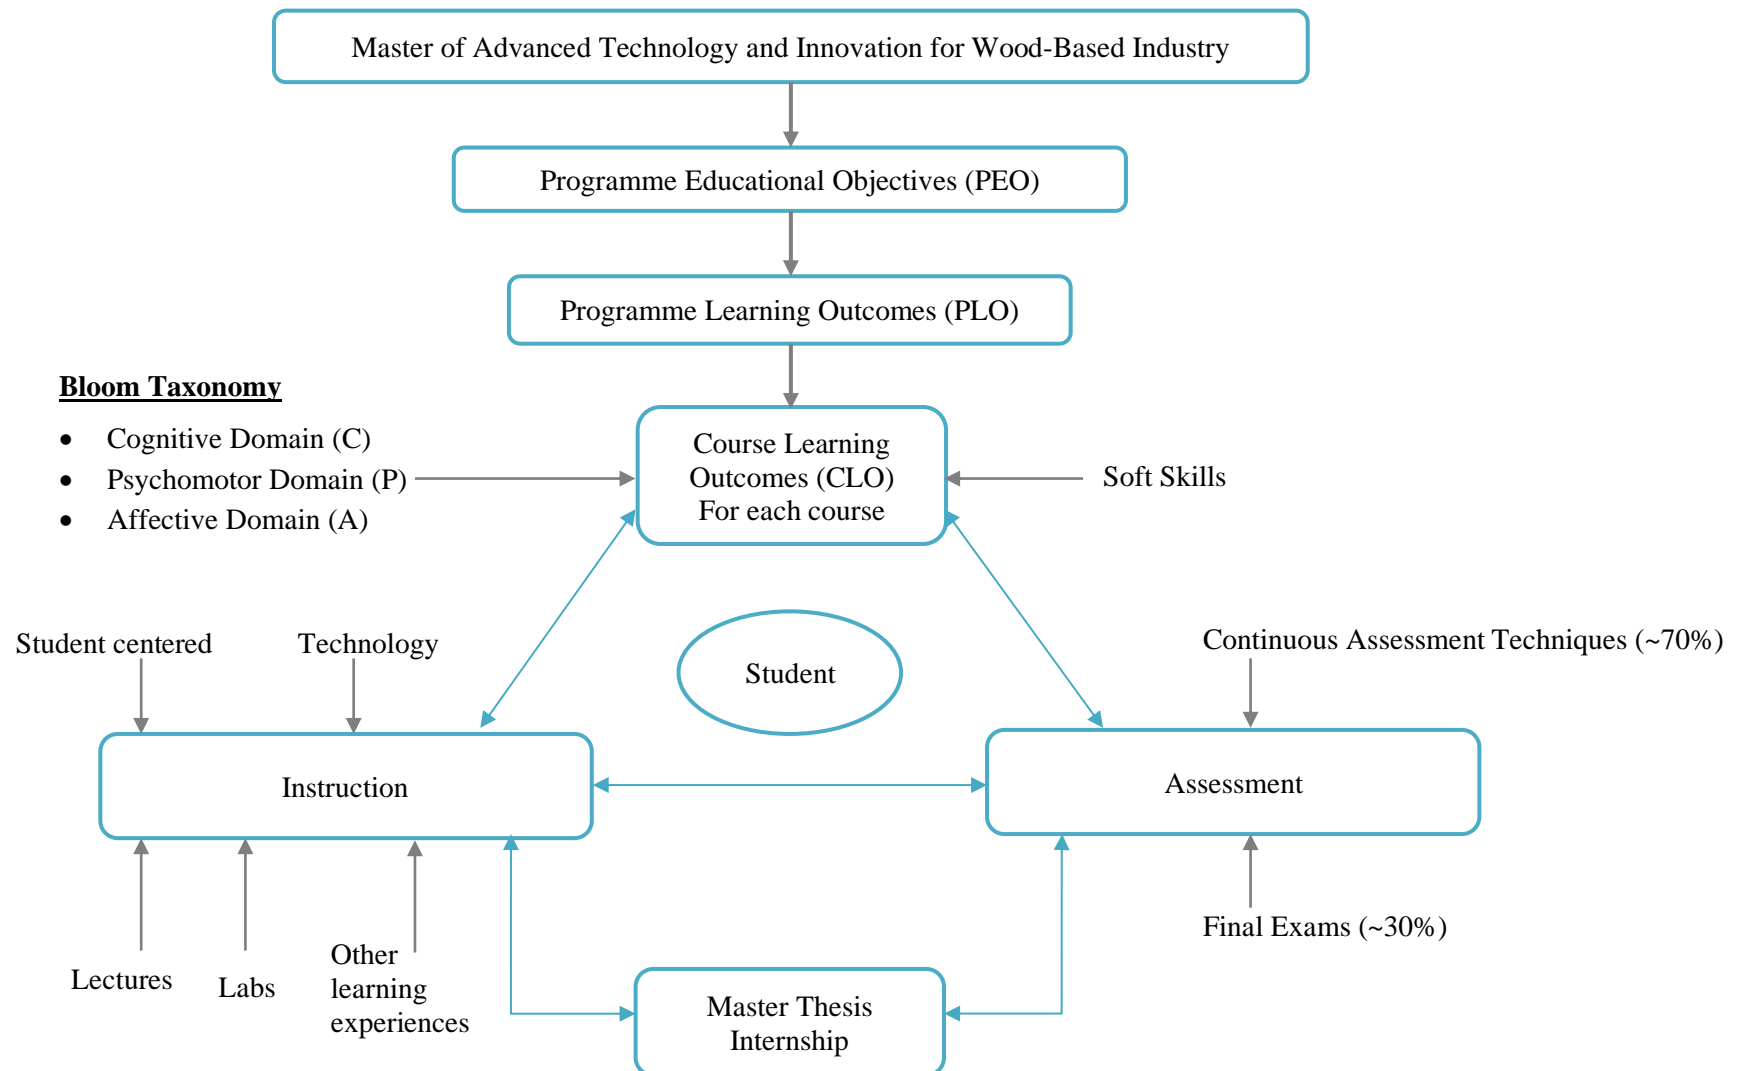 Master of Advanced Technology and Innovation for Wood-Based Industry
Programme Educational Objectives (PEO)
Programme Learning Outcomes (PLO)
Bloom Taxonomy
• Cognitive Domain (C)
• Psychomotor Domain (P)
• Affective Domain (A)
Course Learning
Outcomes (CLO)
For each course
Soft Skills
Student centered
Technology
Student
Continuous Assessment Techniques (~70%)
Instruction
Assessment
Lectures
Labs
Other
learning
experiences
Final Exams (~30%)
Master Thesis
Internship